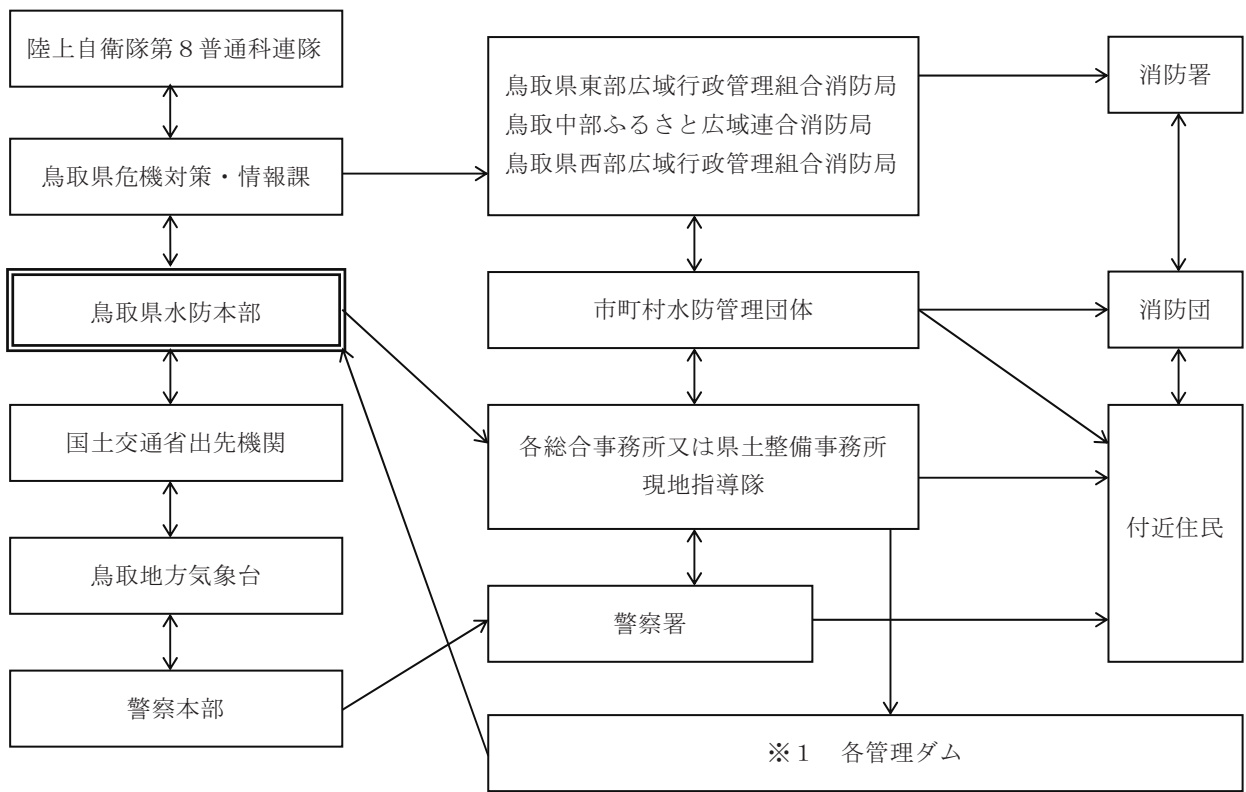 陸上自衛隊第８普通科連隊
鳥取県危機対策・情報課
鳥取県水防本部
国土交通省出先機関
鳥取地方気象台
警察本部
鳥取県東部広域行政管理組合消防局
鳥取中部ふるさと広域連合消防局
鳥取県西部広域行政管理組合消防局
市町村水防管理団体
各総合事務所又は県土整備事務所
現地指導隊
警察署
※１　各管理ダム
消防署
消防団
付近住民